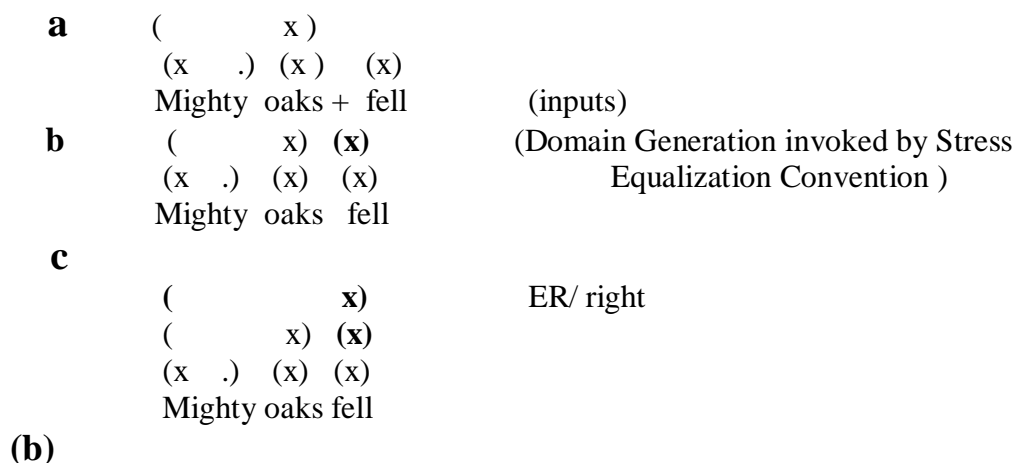 a ( x )
(x .) (x ) (x)
Mighty oaks + fell (inputs)
b ( x) (x) (Domain Generation invoked by Stress
(x .) (x) (x) Equalization Convention )
Mighty oaks fell
c
( x) ER/ right
( x) (x)
(x .) (x) (x)
Mighty oaks fell
(b)